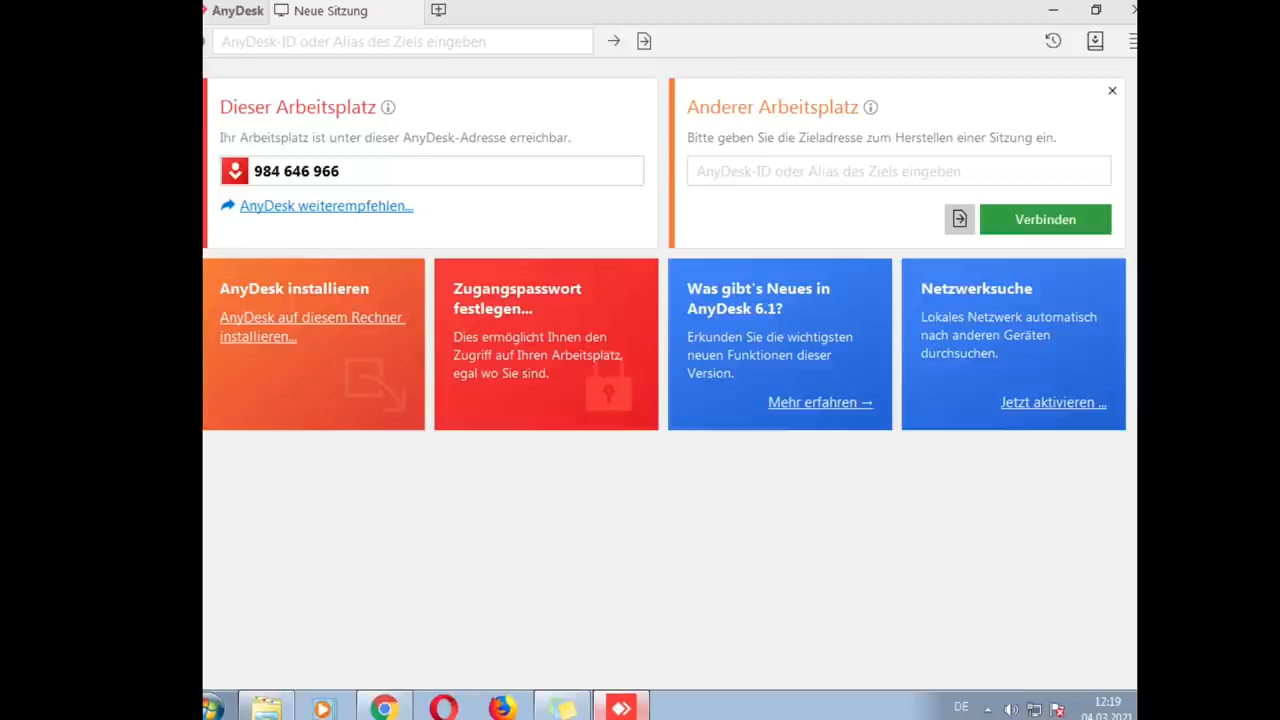 AnyDesk
Neue Sitzung
AnyDesk-ID oder Alias des Ziels eingeben
Dieser Arbeitsplatz
Ihr Arbeitsplatz ist unter dieser AnyDesk-Adresse erreichbar.
984 646 966
AnyDesk weiterempfehlen...
Anderer Arbeitsplatz
Bitte geben Sie die Zieladresse zum Herstellen einer Sitzung ein.
AnyDesk-ID oder Alias des Ziels eingeben
Verbinden
AnyDesk installieren
AnyDesk auf diesem Rechner
installieren...
Zugangspasswort
festlegen...
Dies ermöglicht Ihnen den
Zugriff auf Ihren Arbeitsplatz,
egal wo Sie sind.
Was gibt's Neues in
AnyDesk 6.1?
Erkunden Sie die wichtigsten
neuen Funktionen dieser
Version.
Mehr erfahren →
Netzwerksuche
Lokales Netzwerk automatisch
nach anderen Geräten
durchsuchen.
Jetzt aktivieren ...
DE
12:19
04.03.2021